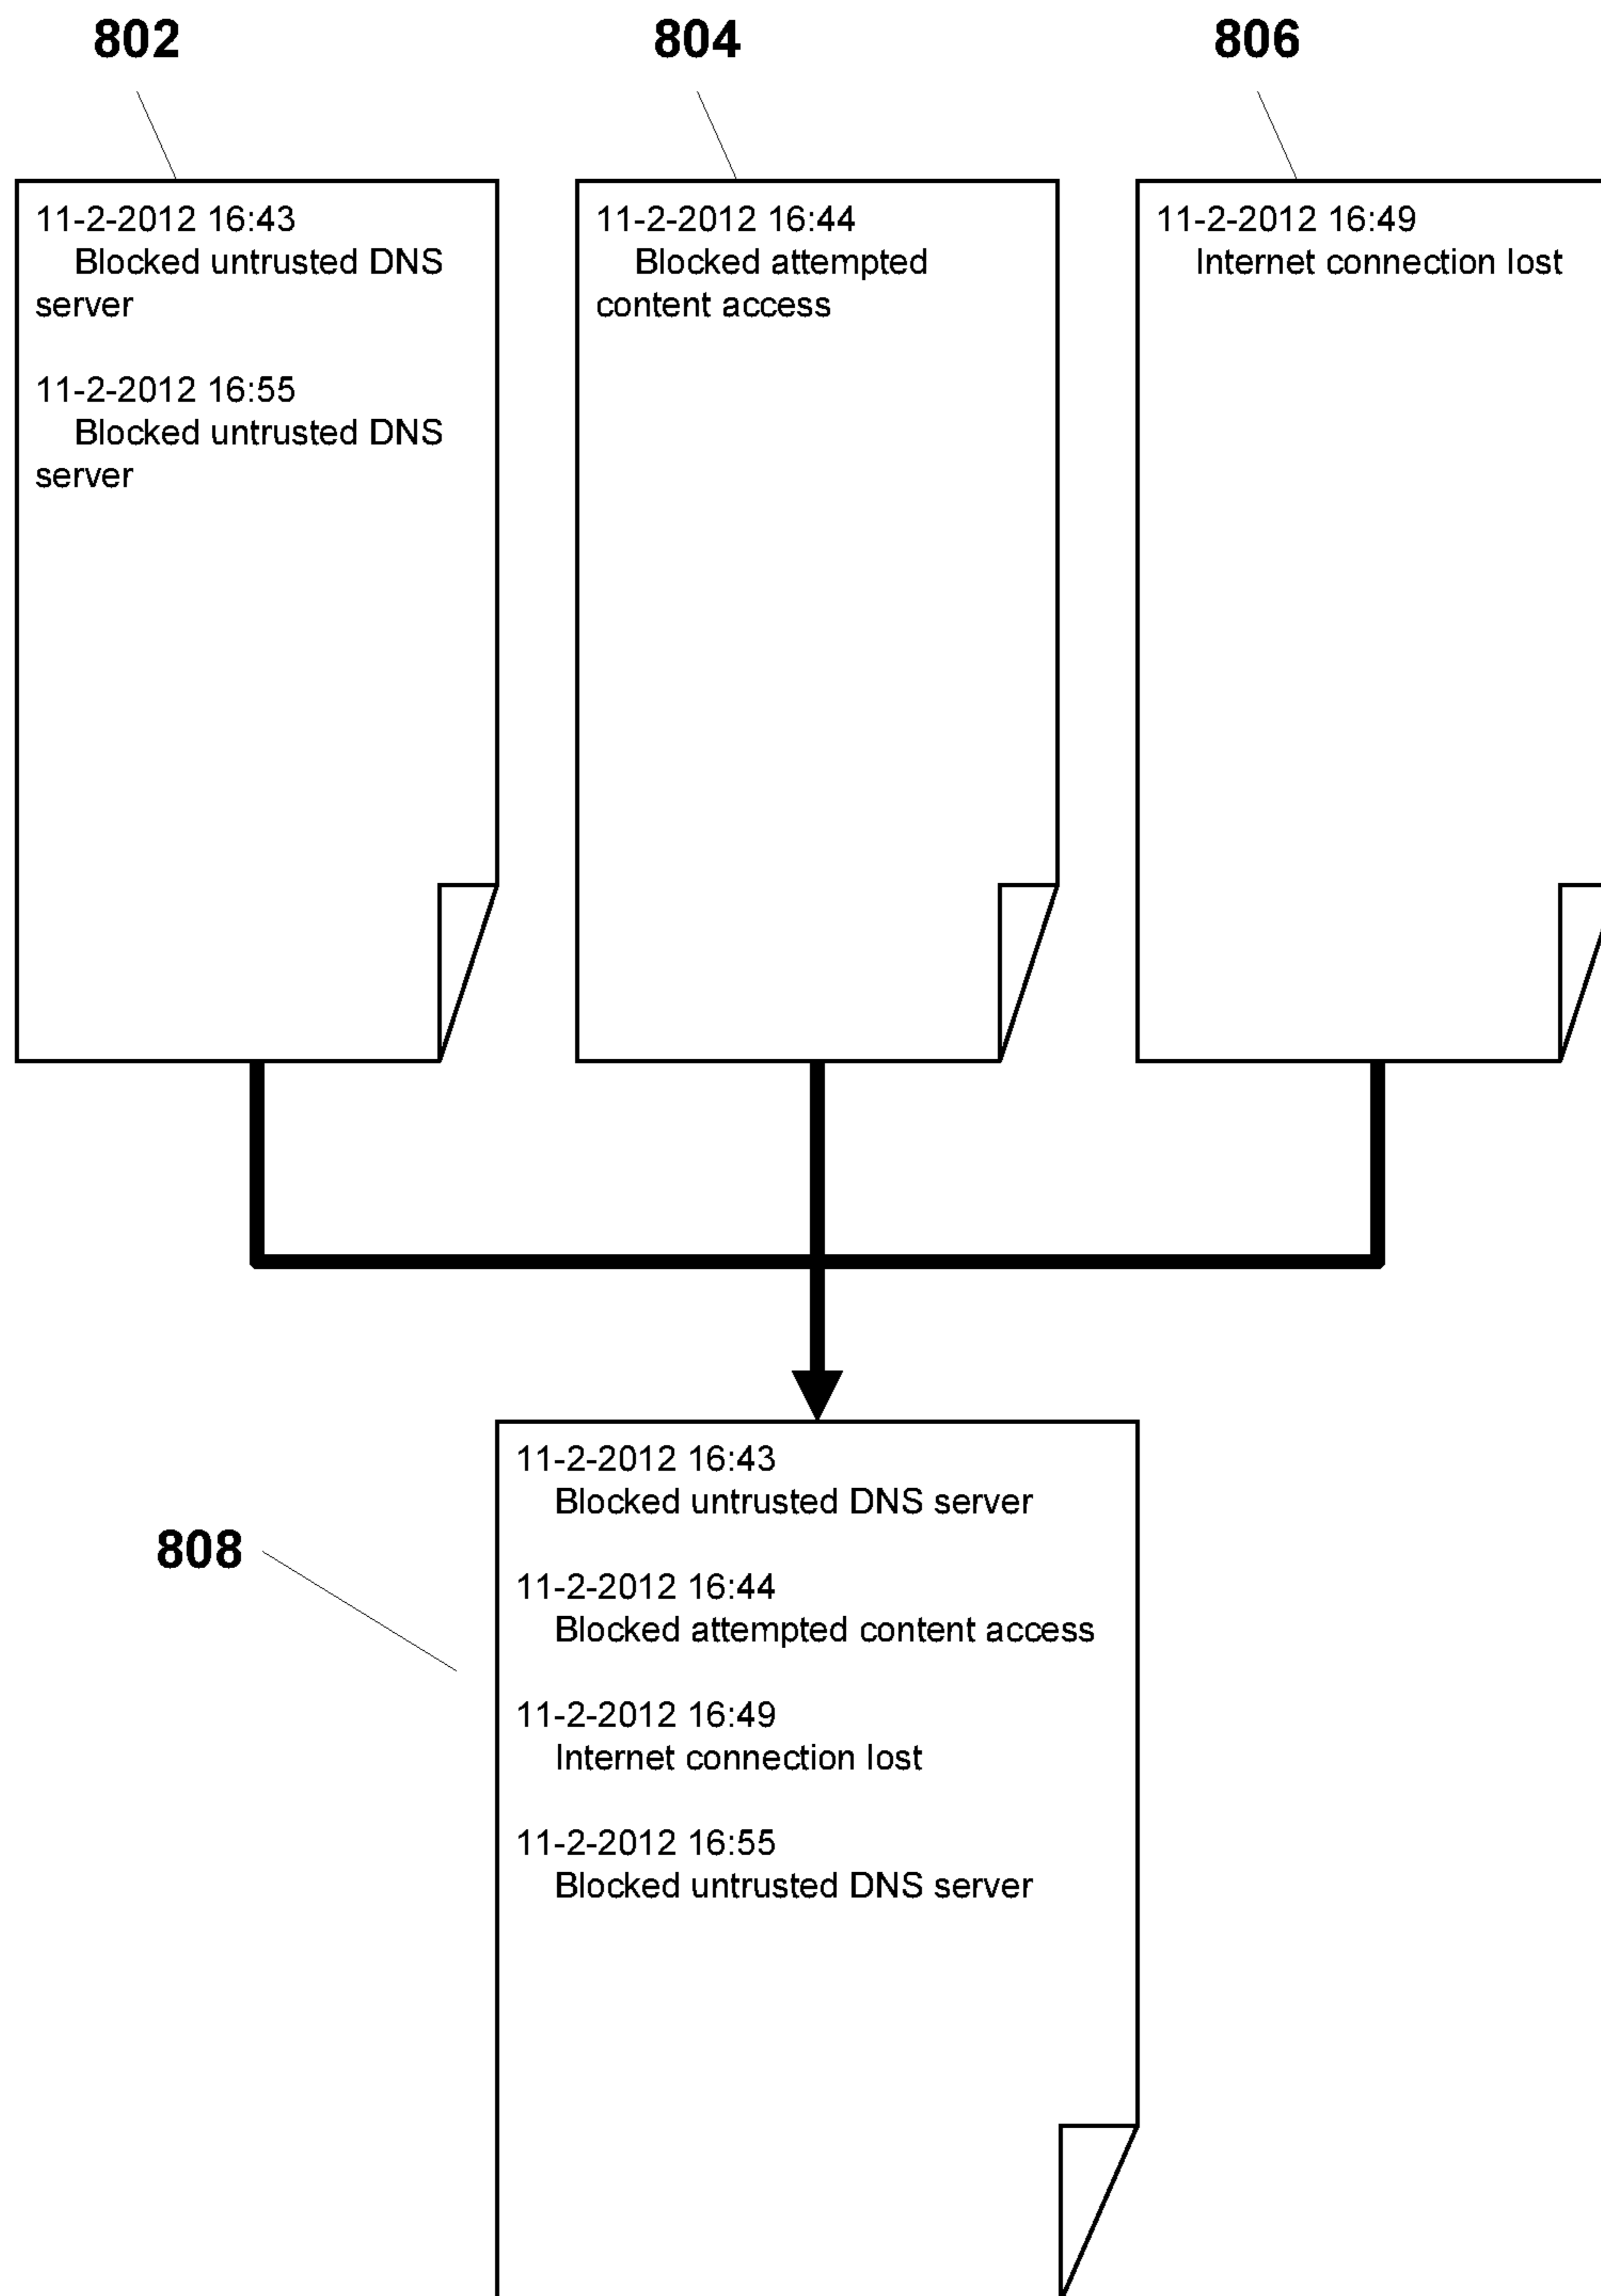 802
804
806
11-2-2012 16:43
Blocked untrusted DNS
server
11-2-2012 16:55
Blocked untrusted DNS
server
11-2-2012 16:44
Blocked attempted
content access
11-2-2012 16:49
Internet connection lost
808
11-2-2012 16:43
Blocked untrusted DNS server
11-2-2012 16:44
Blocked attempted content access
11-2-2012 16:49
Internet connection lost
11-2-2012 16:55
Blocked untrusted DNS server